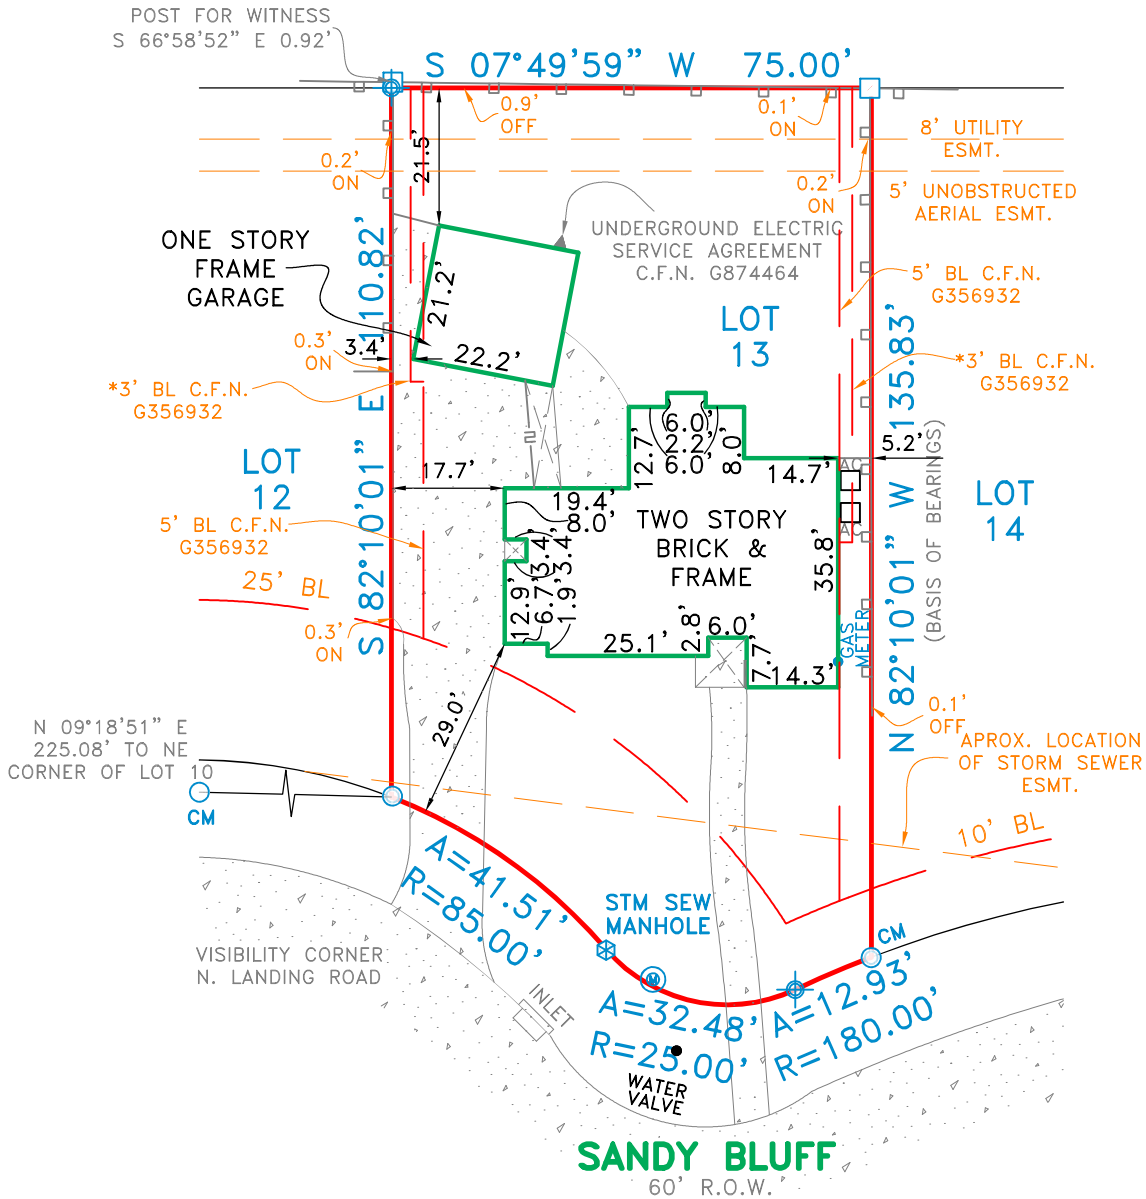 POST FOR WITNESS
S 66°58'52" E 0.92'
S 07°49'59" W 75.00'
0.9'
OFF
0.1'
ON
8' UTILITY
ESMT.
21.5'
0.2'
ON
0.2'
ON
5' UNOBSTRUCTED
AERIAL ESMT.
UNDERGROUND ELECTRIC
SERVICE AGREEMENT
C.F.N. G874464
ONE STORY
FRAME
GARAGE
21.2'
22.2'
3.4'
5' BL C.F.N.
G356932
LOT
13
0.3'
ON
*3' BL C.F.N.
G356932
*3' BL C.F.N.
G356932
S 82°10'01" E 110.82'
N 82°10'01" W 135.83'
(BASIS OF BEARINGS)
5.2'
LOT
12
LOT
14
17.7'
12.7'
6.0'
2.2'
6.0'
8.0'
14.7'
AC
AC
19.4'
8.0'
TWO STORY
BRICK &
FRAME
35.8'
5' BL C.F.N.
G356932
3.4'
3.4'
12.9'
6.7'
1.9'
25' BL
25.1'
2.8'
6.0'
7.7'
14.3'
GAS
METER
0.3'
ON
29.0'
0.1'
OFF
N 09°18'51" E
225.08' TO NE
CORNER OF LOT 10
CM
APROX. LOCATION
OF STORM SEWER
ESMT.
10' BL
A=41.51'
R=85.00'
STM SEW
MANHOLE
CM
VISIBILITY CORNER
N. LANDING ROAD
INLET
M
A=32.48'
R=25.00'
A=12.93'
R=180.00'
WATER
VALVE
SANDY BLUFF
60' R.O.W.